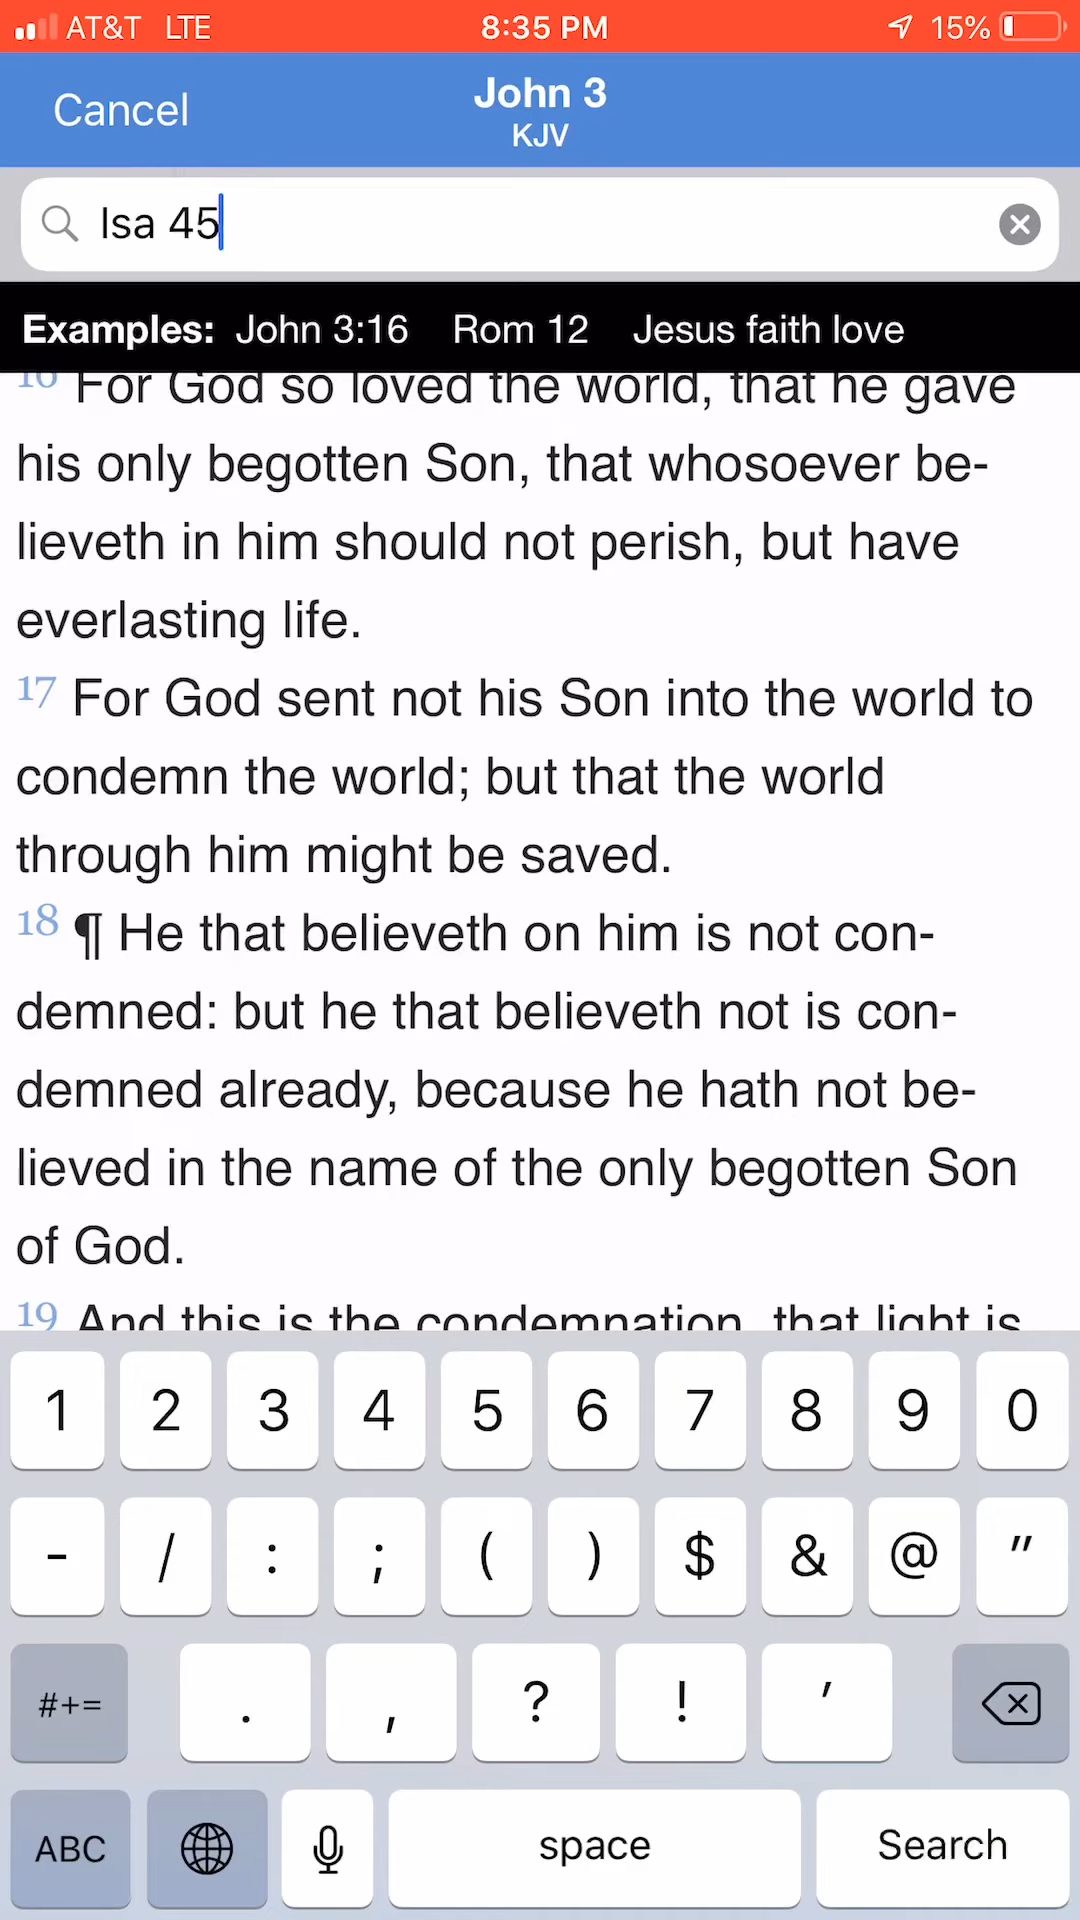 AT&T LTE 8:35 PM 15%
Cancel
John 3
KJV
Isa 45
Examples: John 3:16 Rom 12 Jesus faith love
16 For God so loved the world, that he gave
his only begotten Son, that whosoever be-
lieveth in him should not perish, but have
everlasting life.
17 For God sent not his Son into the world to
condemn the world; but that the world
through him might be saved.
18 ¶ He that believeth on him is not con-
demned: but he that believeth not is con-
demned already, because he hath not be-
lieved in the name of the only begotten Son
of God.
19 And this is the condemnation, that light is
1 2 3 4 5 6 7 8 9 0
- / : ; ( ) $ & @ "
#+= . , ? ! '
ABC space Search